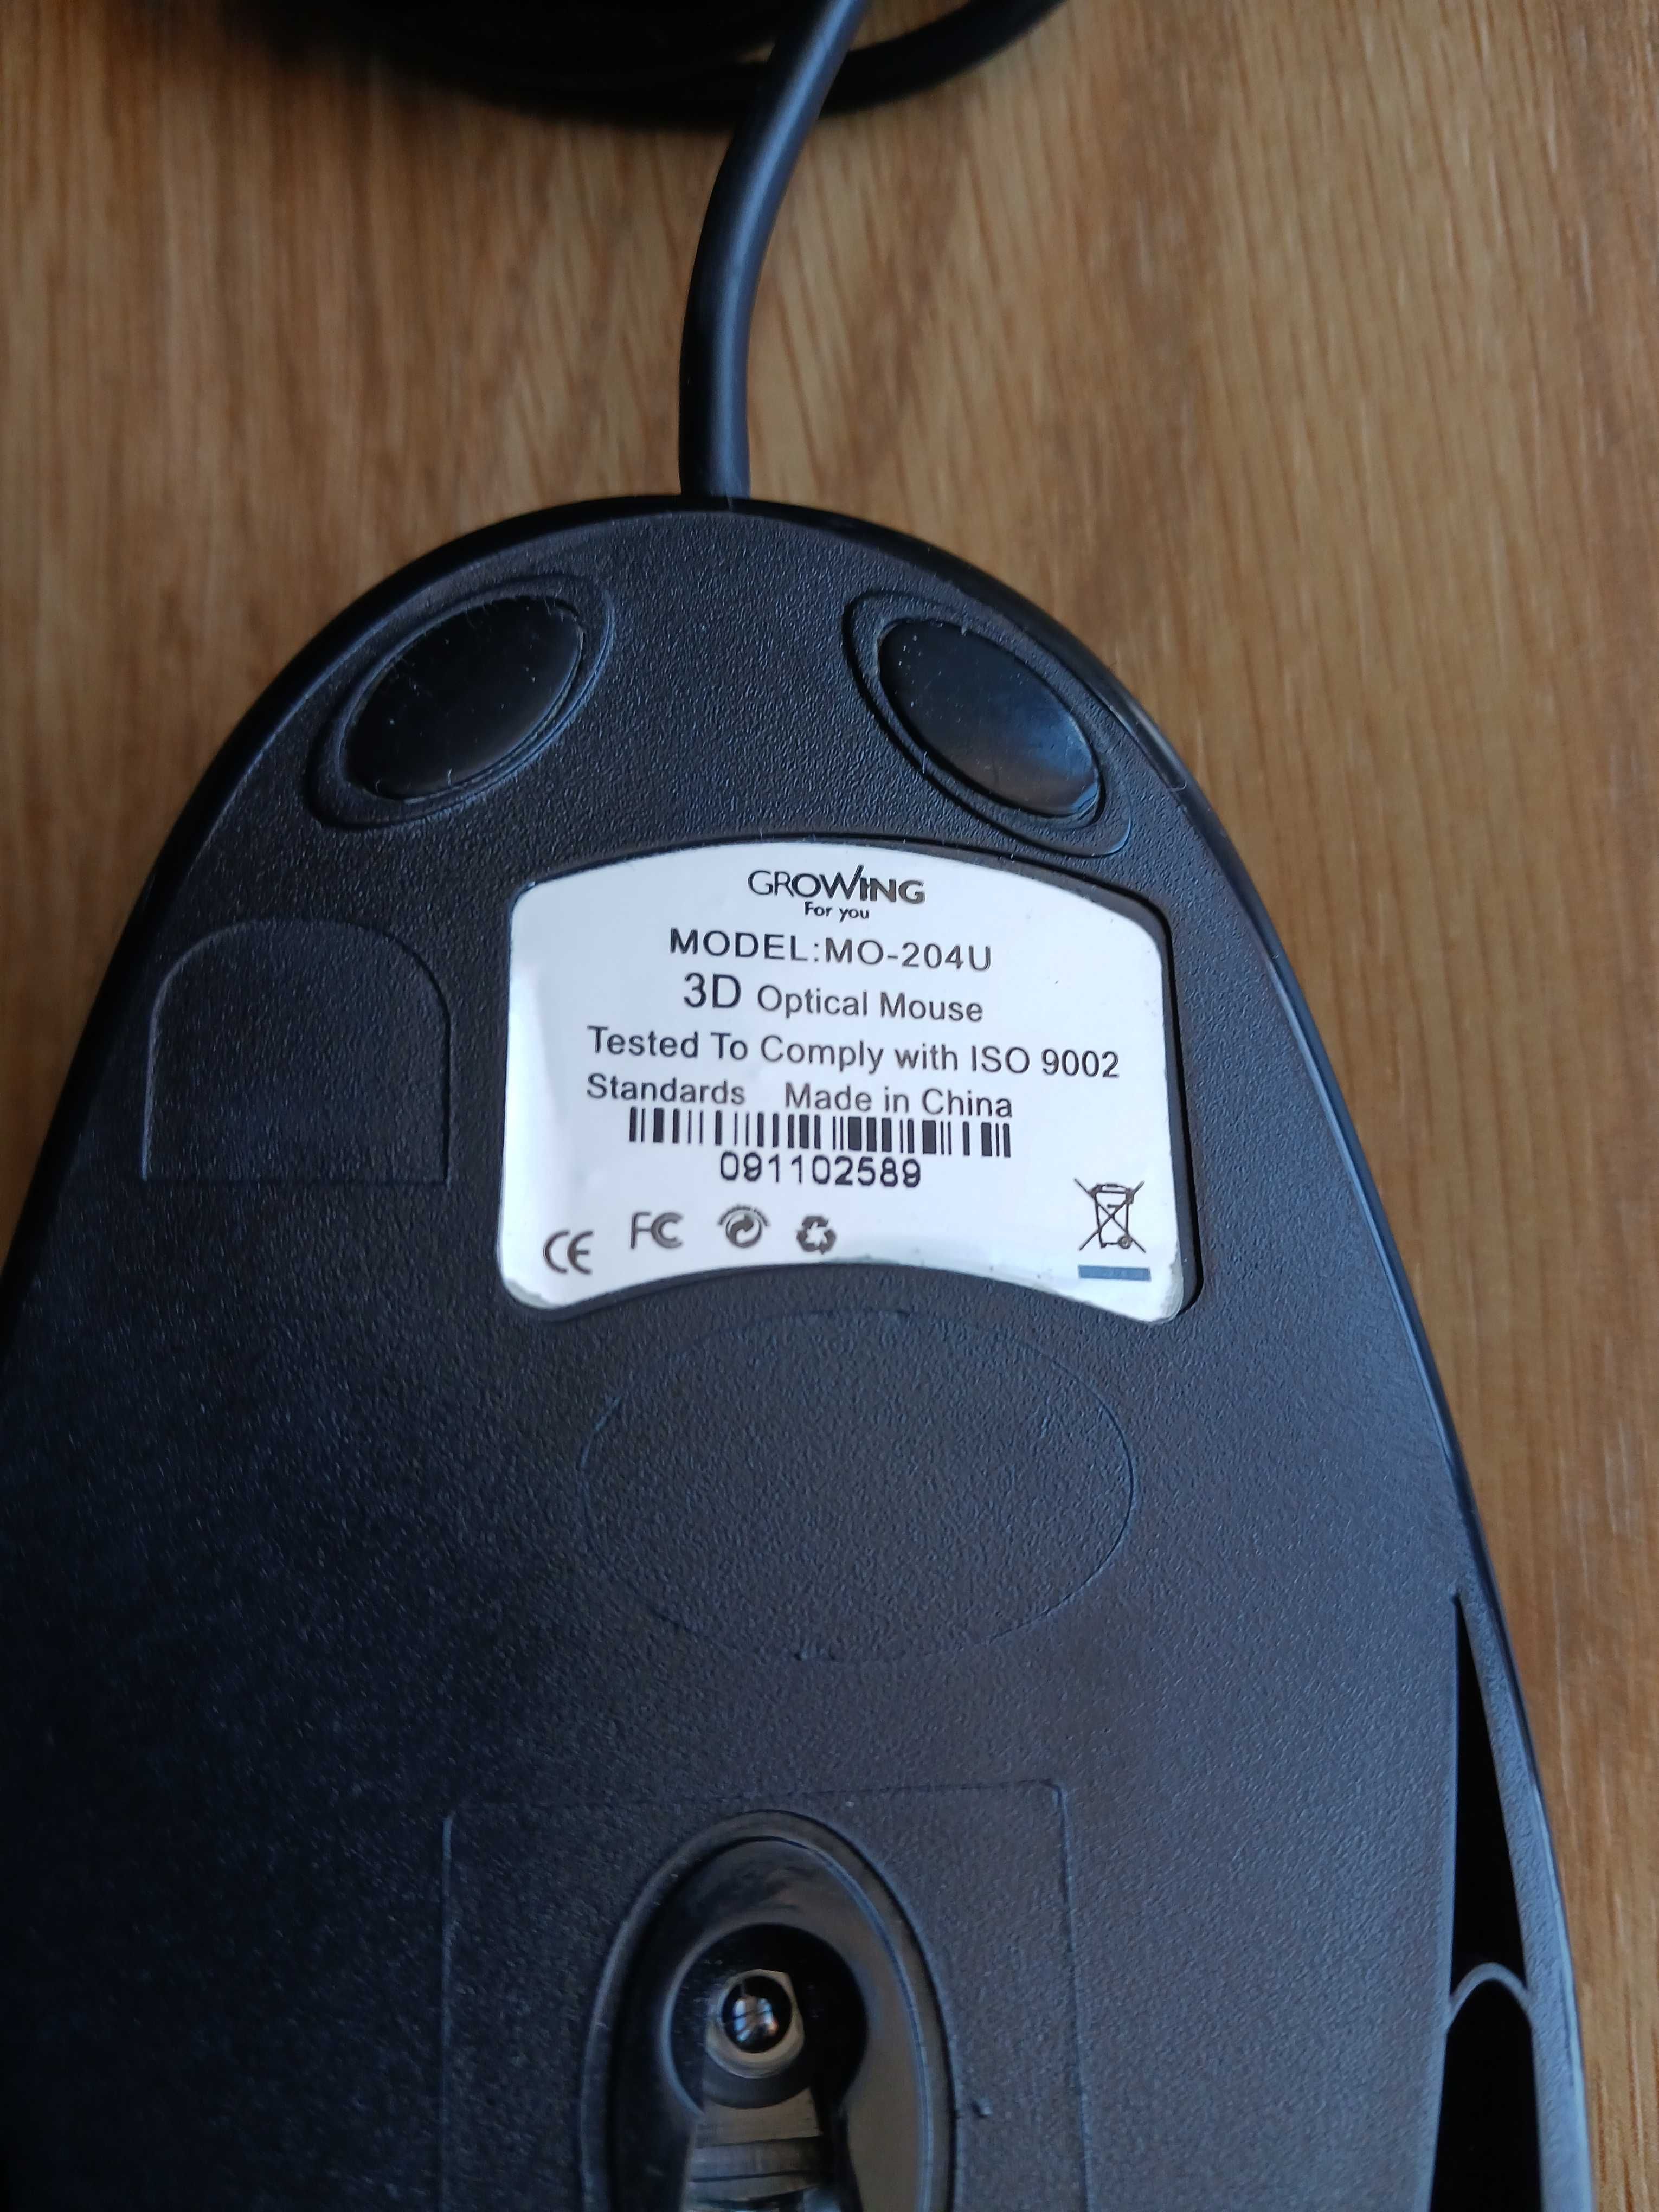 GROWING
For you
MODEL:MO-204U
3D Optical Mouse
Tested To Comply with ISO 9002
Standards Made in China
091102589
CE FC